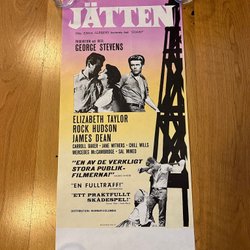 JÄTTEN
GEORGE STEVENS
ELIZABETH TAYLOR
ROCK HUDSON
JAMES DEAN
CARROLL BAKER · JANE WITHERS · CHILL WILLS
MERCEDES McCAMBRIDGE · SAL MINEO
"EN AV DE VERKLIGT
STORA PUBLIK-
FILMERNA!"
"EN FULLTRÄFF!"
"ETT PRAKTFULLT
SKÅDESPEL!"